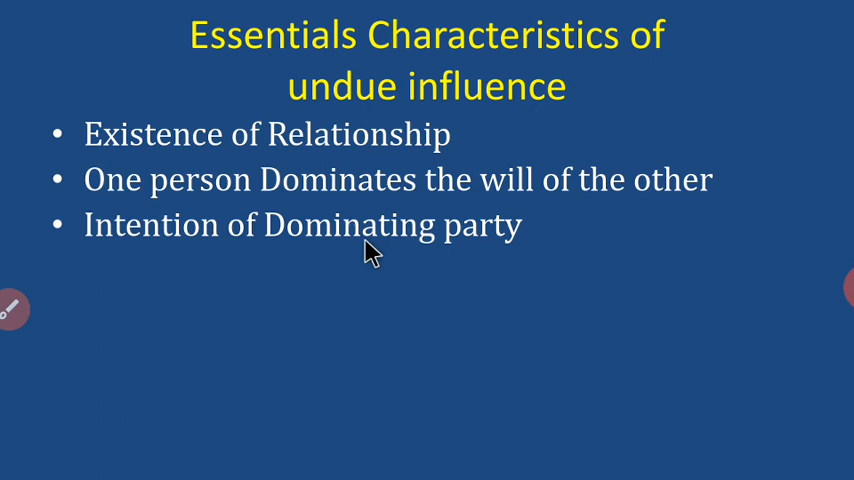 Essentials Characteristics of
undue influence
• Existence of Relationship
• One person Dominates the will of the other
• Intention of Dominating party